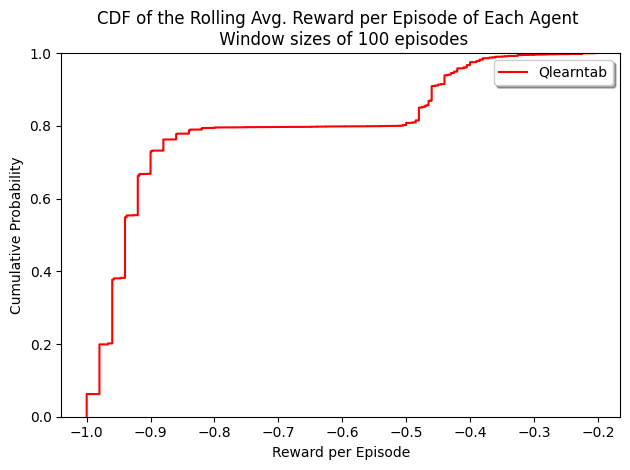 CDF of the Rolling Avg. Reward per Episode of Each Agent
Window sizes of 100 episodes
Qlearntab
Cumulative Probability
1.0
0.8
0.6
0.4
0.2
0.0
−1.0 −0.9 −0.8 −0.7 −0.6 −0.5 −0.4 −0.3 −0.2
Reward per Episode